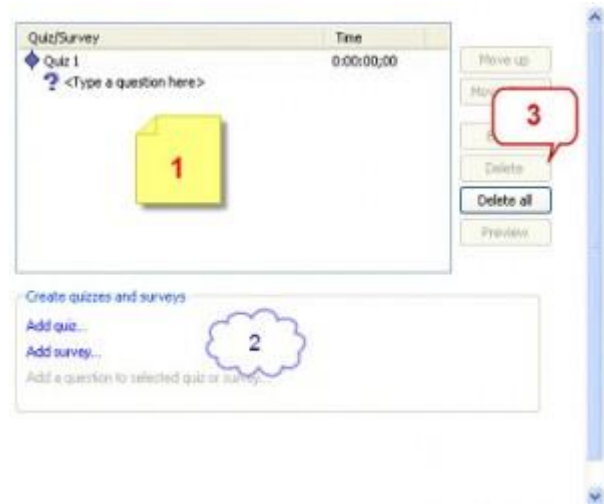 Quiz/Survey Time
Quiz 1 0:00:00;00
? <Type a question here>
1
Move up
3
Delete
Delete all
Preview
Create quizzes and surveys
Add quiz...
Add survey...
2
Add a question to selected quiz or survey...